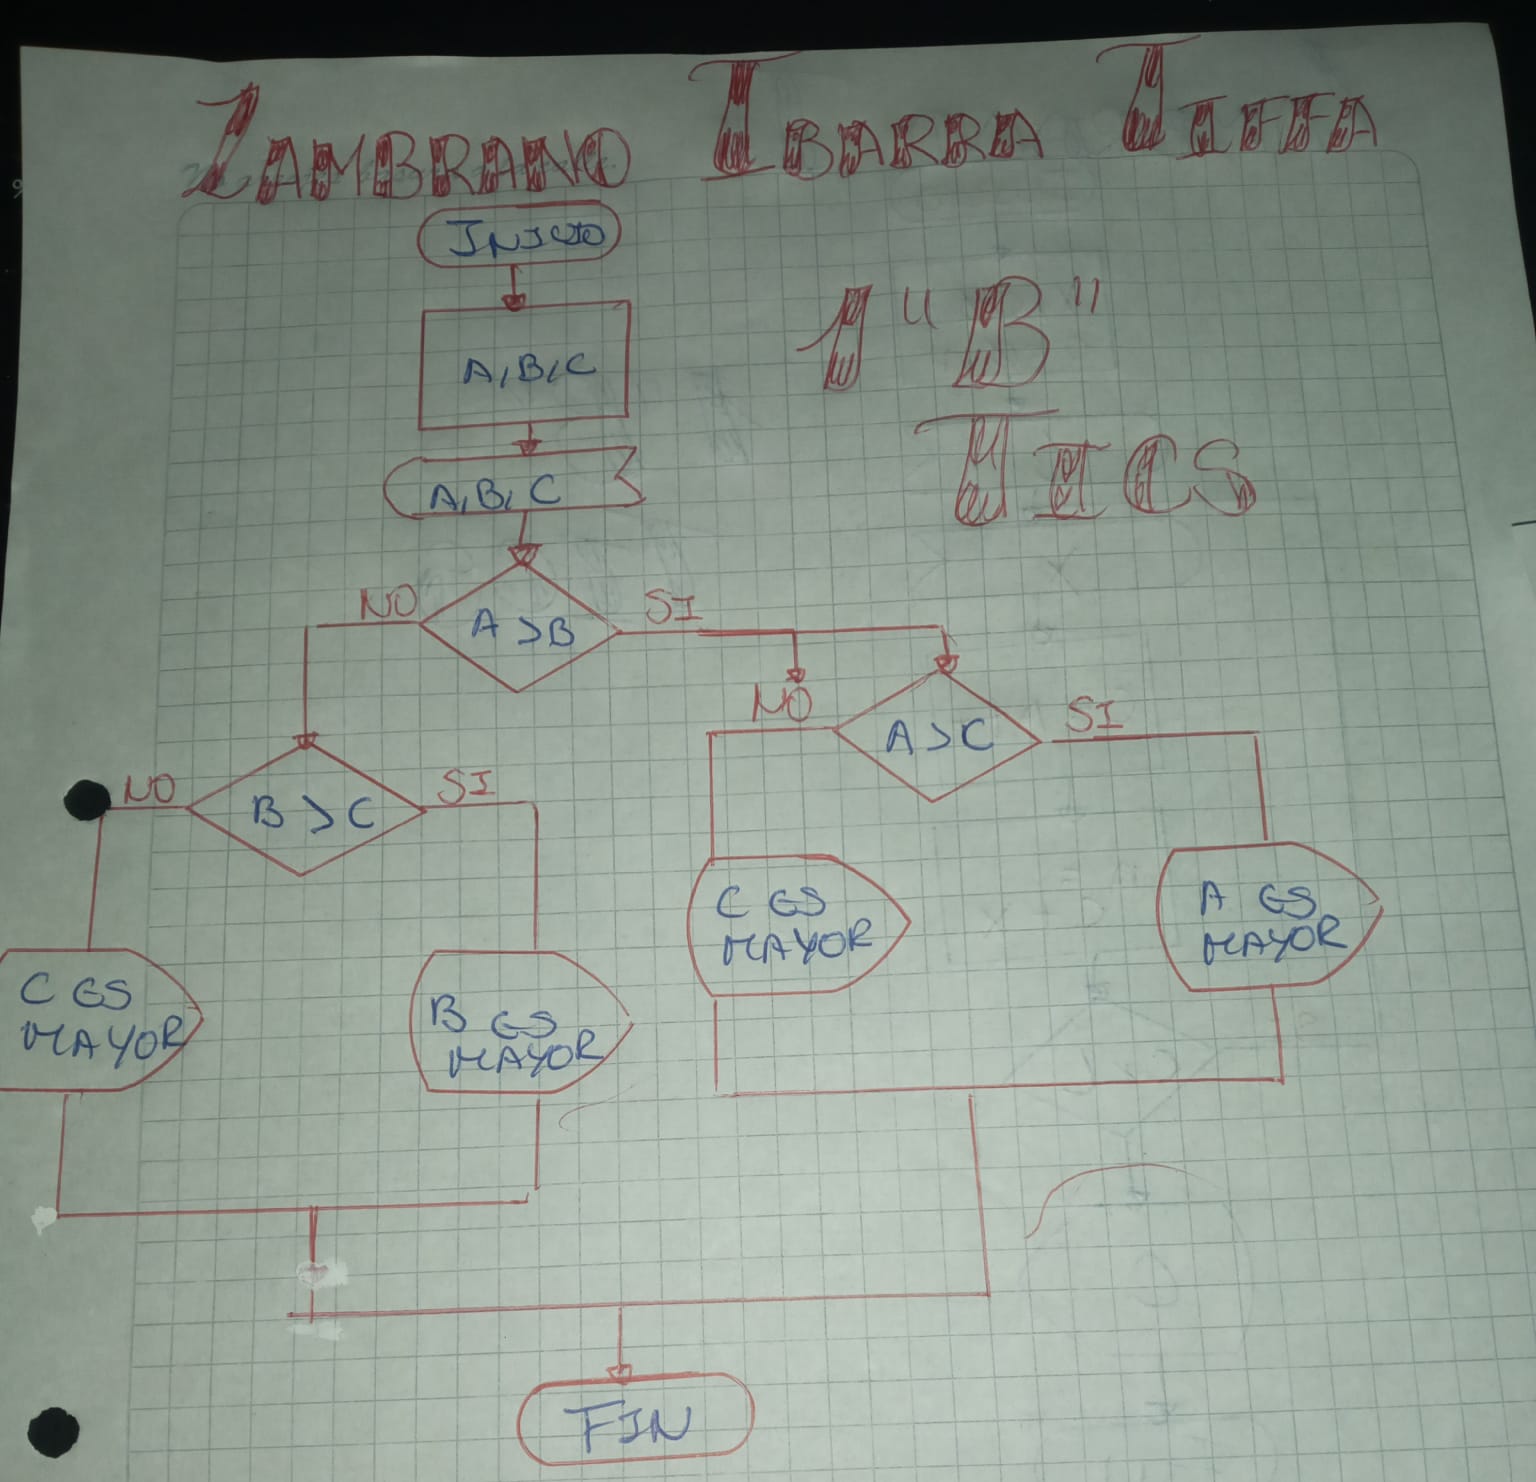 ZAMBRANO IBARRA TIFFA
INICIO
1 "B"
A,B,C
TICS
A,B,C
NO A>B SI
NO A>C SI
NO B>C SI
C ES
MAYOR
A ES
MAYOR
C ES
MAYOR
B ES
MAYOR
FIN